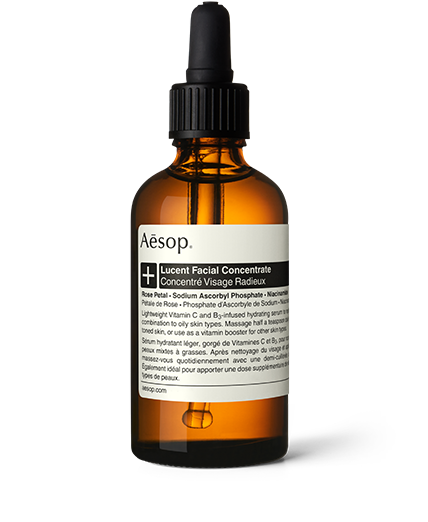 Aēsop®
+
Lucent Facial Concentrate
Concentré Visage Radieux
Rose Petal • Sodium Ascorbyl Phosphate • Niacinamide
Pétale de Rose • Phosphate d'Ascorbyle de Sodium •
Lightweight Vitamin C and B₃-infused hydrating serum
combination to oily skin types. Massage half a teaspoon
toned skin, or use as a vitamin booster for other skin types.
Sérum hydratant léger, gorgé de Vitamines C et B₃,
peaux mixtes à grasses. Après nettoyage du visage et
massez-vous quotidiennement avec une demi-cuillerée
Également idéal pour apporter une dose supplémentaire de
types de peaux.
aesop.com